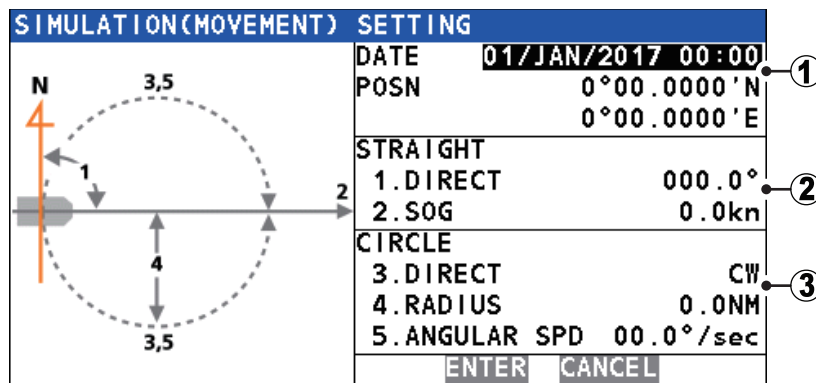 SIMULATION(MOVEMENT) SETTING
N
3,5
1
2
4
3,5
DATE 01/JAN/2017 00:00
POSN 0°00.0000'N
0°00.0000'E
1
STRAIGHT
1.DIRECT 000.0°
2.SOG 0.0kn
2
CIRCLE
3.DIRECT CW
4.RADIUS 0.0NM
5.ANGULAR SPD 00.0°/sec
3
ENTER CANCEL